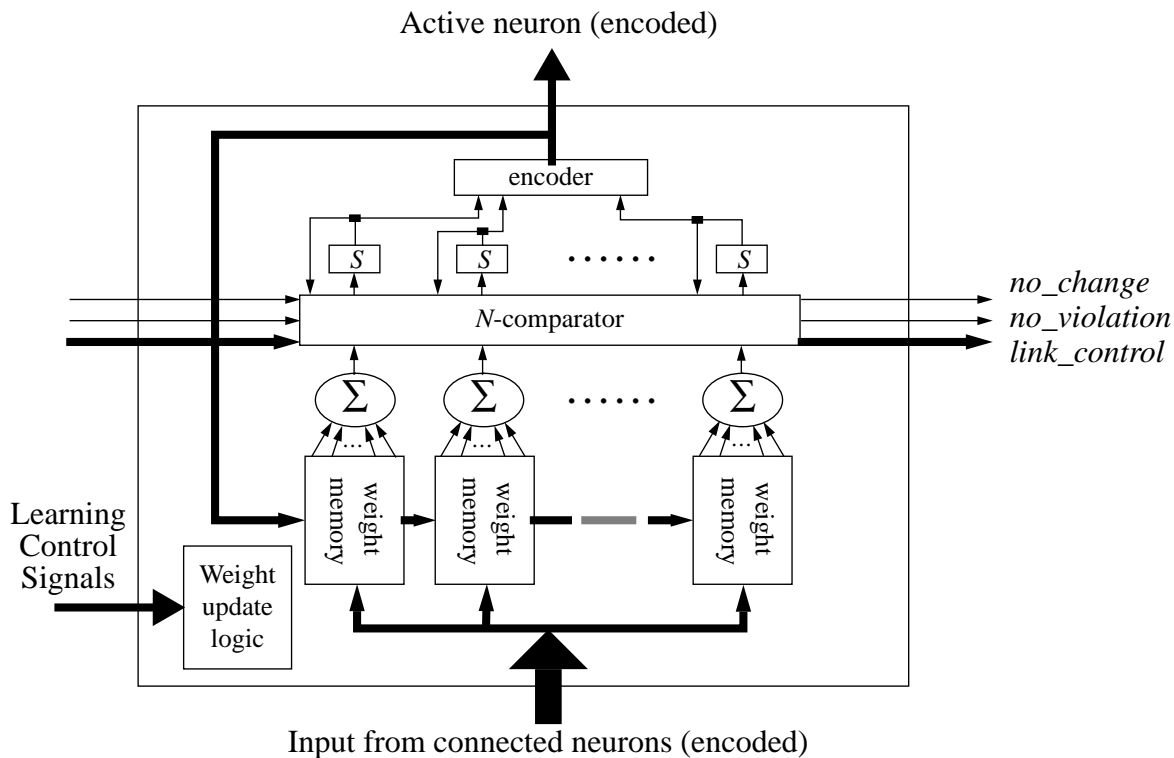 Active neuron (encoded)
encoder
S
S
......
S
N-comparator
no_change
no_violation
link_control
Σ
Σ
......
Σ
...
...
...
weight
memory
weight
memory
weight
memory
Learning
Control
Signals
Weight
update
logic
Input from connected neurons (encoded)